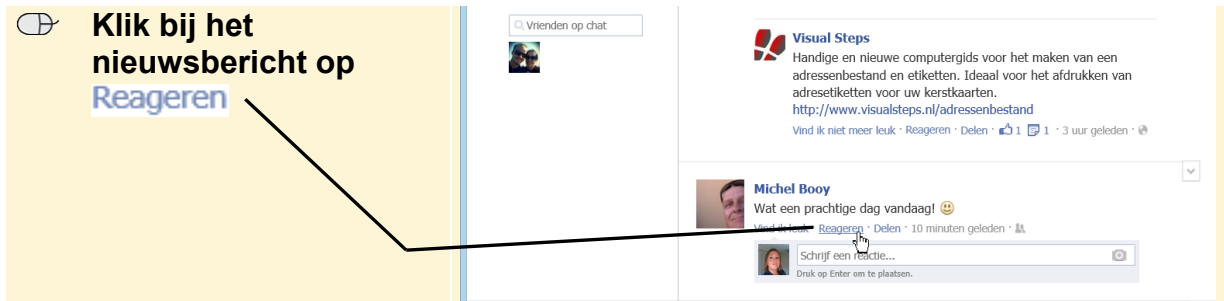 Klik bij het
nieuwsbericht op
Reageren
Vrienden op chat
Visual Steps
Handige en nieuwe computergids voor het maken van een
adressenbestand en etiketten. Ideaal voor het afdrukken van
adresetiketten voor uw kerstkaarten.
http://www.visualsteps.nl/adressenbestand
Vind ik niet meer leuk · Reageren · Delen · 1 1 · 3 uur geleden ·
Michel Booy
Wat een prachtige dag vandaag!
Vind ik leuk · Reageren · Delen · 10 minuten geleden ·
Schrijf een reactie...
Druk op Enter om te plaatsen.